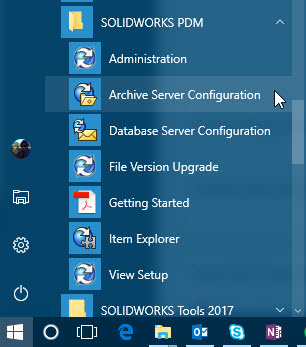 SOLIDWORKS PDM
Administration
Archive Server Configuration
Database Server Configuration
File Version Upgrade
Getting Started
Item Explorer
View Setup
SOLIDWORKS Tools 2017